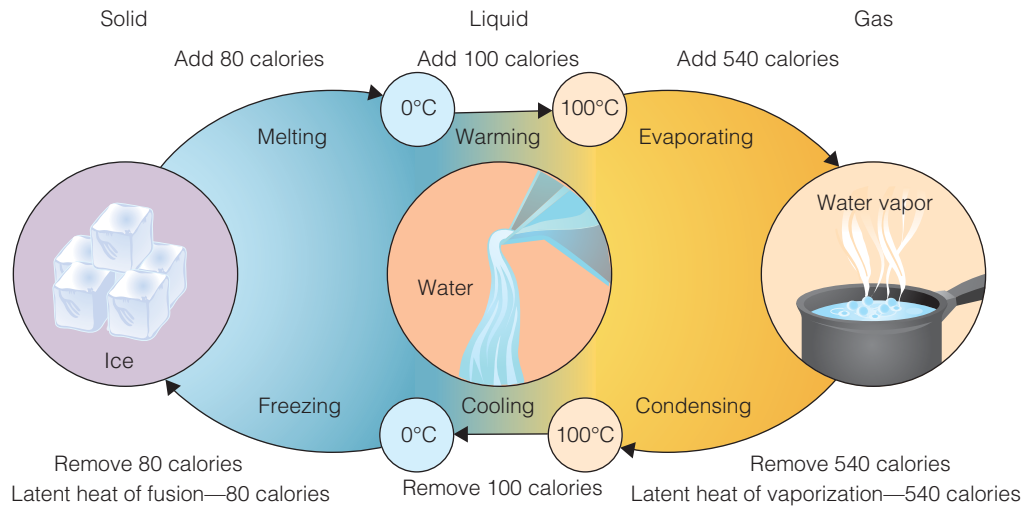 Solid
Liquid
Gas
Add 80 calories
Add 100 calories
Add 540 calories
0°C
100°C
Melting
Warming
Evaporating
Water vapor
Water
Ice
Freezing
Cooling
Condensing
0°C
100°C
Remove 80 calories
Latent heat of fusion—80 calories
Remove 100 calories
Remove 540 calories
Latent heat of vaporization—540 calories